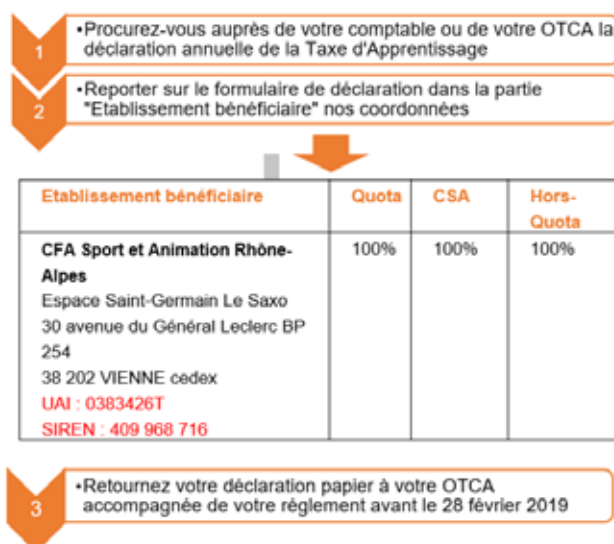 1
•Procurez-vous auprès de votre comptable ou de votre OTCA la
déclaration annuelle de la Taxe d'Apprentissage
2
•Reporter sur le formulaire de déclaration dans la partie
"Etablissement bénéficiaire" nos coordonnées
Etablissement bénéficiaire Quota CSA Hors-
Quota
CFA Sport et Animation Rhône- 100% 100% 100%
Alpes
Espace Saint-Germain Le Saxo
30 avenue du Général Leclerc BP
254
38 202 VIENNE cedex
UAI : 0383426T
SIREN : 409 968 716
3
•Retournez votre déclaration papier à votre OTCA
accompagnée de votre réglement avant le 28 février 2019